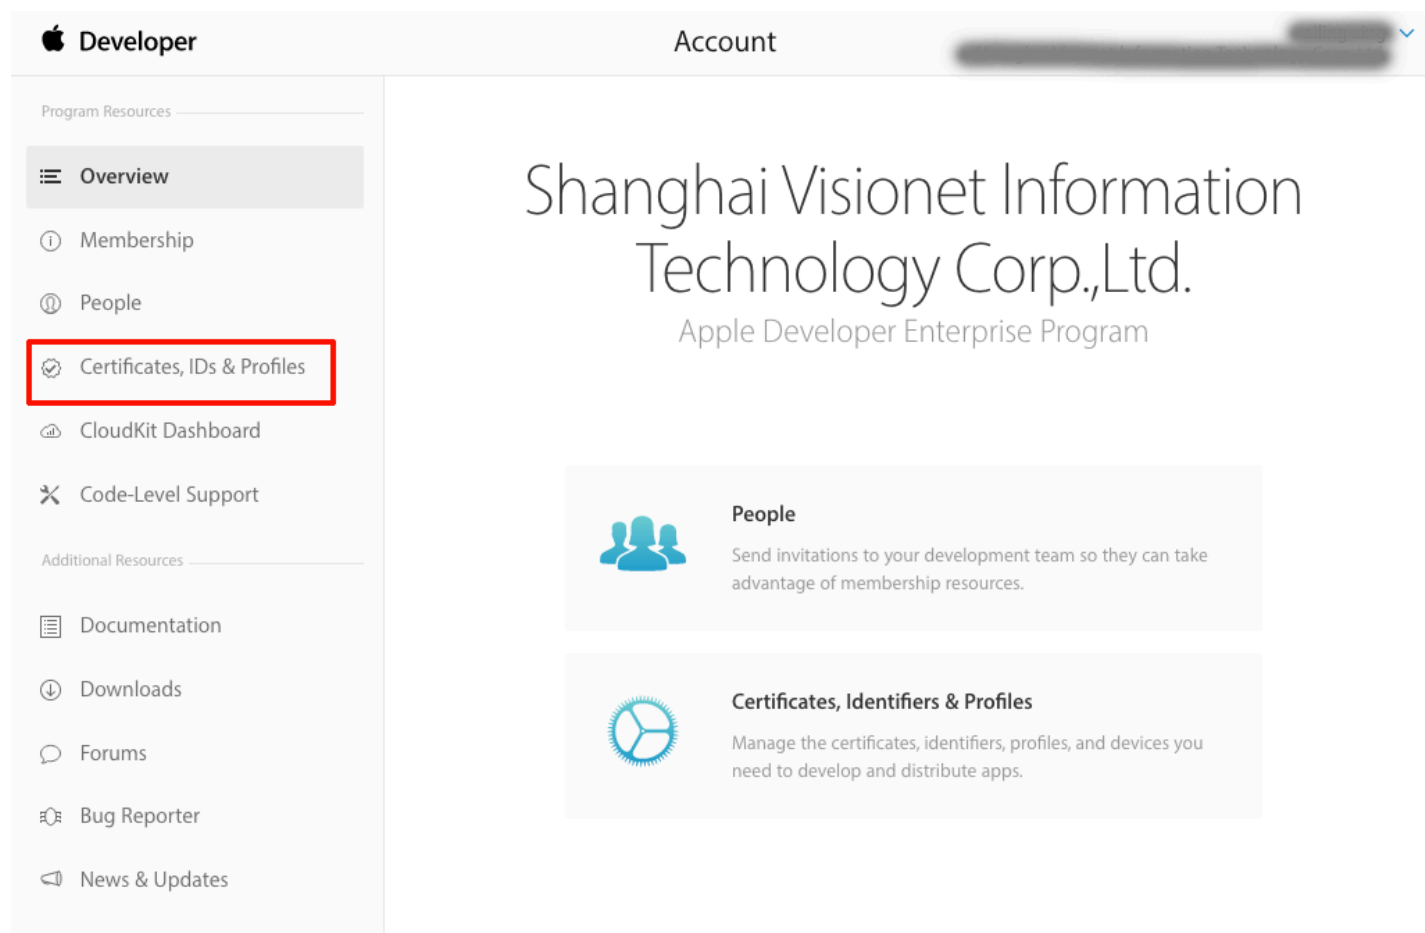 Developer
Account
Program Resources
Overview
Membership
People
Certificates, IDs & Profiles
CloudKit Dashboard
Code-Level Support
Additional Resources
Documentation
Downloads
Forums
Bug Reporter
News & Updates
Shanghai Visionet Information
Technology Corp.,Ltd.
Apple Developer Enterprise Program
People
Send invitations to your development team so they can take
advantage of membership resources.
Certificates, Identifiers & Profiles
Manage the certificates, identifiers, profiles, and devices you
need to develop and distribute apps.